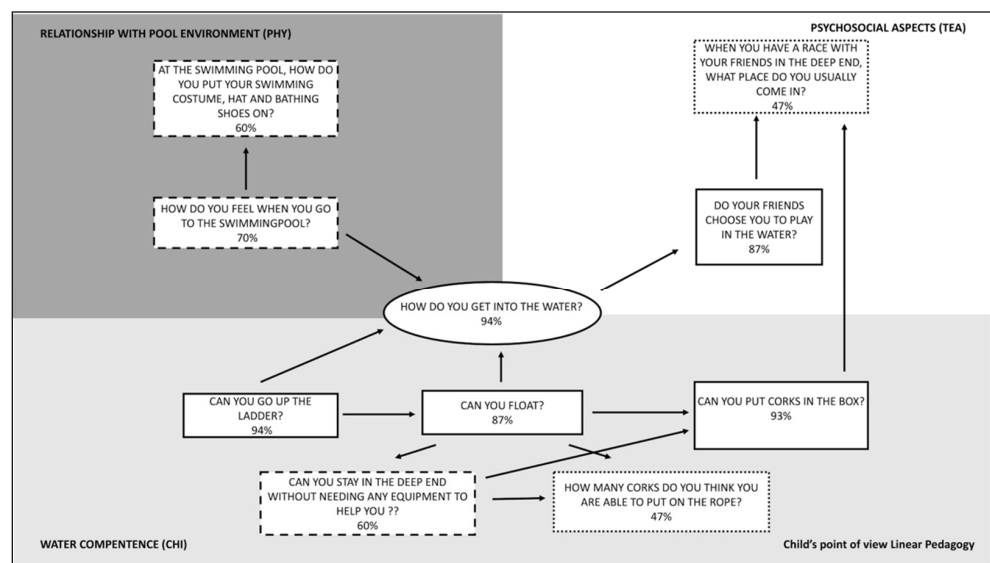 RELATIONSHIP WITH POOL ENVIRONMENT (PHY)
PSYCHOSOCIAL ASPECTS (TEA)
AT THE SWIMMING POOL, HOW DO
YOU PUT YOUR SWIMMING
COSTUME, HAT AND BATHING
SHOES ON?
60%
WHEN YOU HAVE A RACE WITH
YOUR FRIENDS IN THE DEEP END,
WHAT PLACE DO YOU USUALLY
COME IN?
47%
HOW DO YOU FEEL WHEN YOU GO
TO THE SWIMMINGPOOL?
70%
DO YOUR FRIENDS
CHOOSE YOU TO PLAY
IN THE WATER?
87%
HOW DO YOU GET INTO THE WATER?
94%
CAN YOU GO UP THE
LADDER?
94%
CAN YOU FLOAT?
87%
CAN YOU PUT CORKS IN THE BOX?
93%
CAN YOU STAY IN THE DEEP END
WITHOUT NEEDING ANY EQUIPMENT TO
HELP YOU ??
60%
HOW MANY CORKS DO YOU THINK YOU
ARE ABLE TO PUT ON THE ROPE?
47%
WATER COMPENTENCE (CHI)
Child's point of view Linear Pedagogy